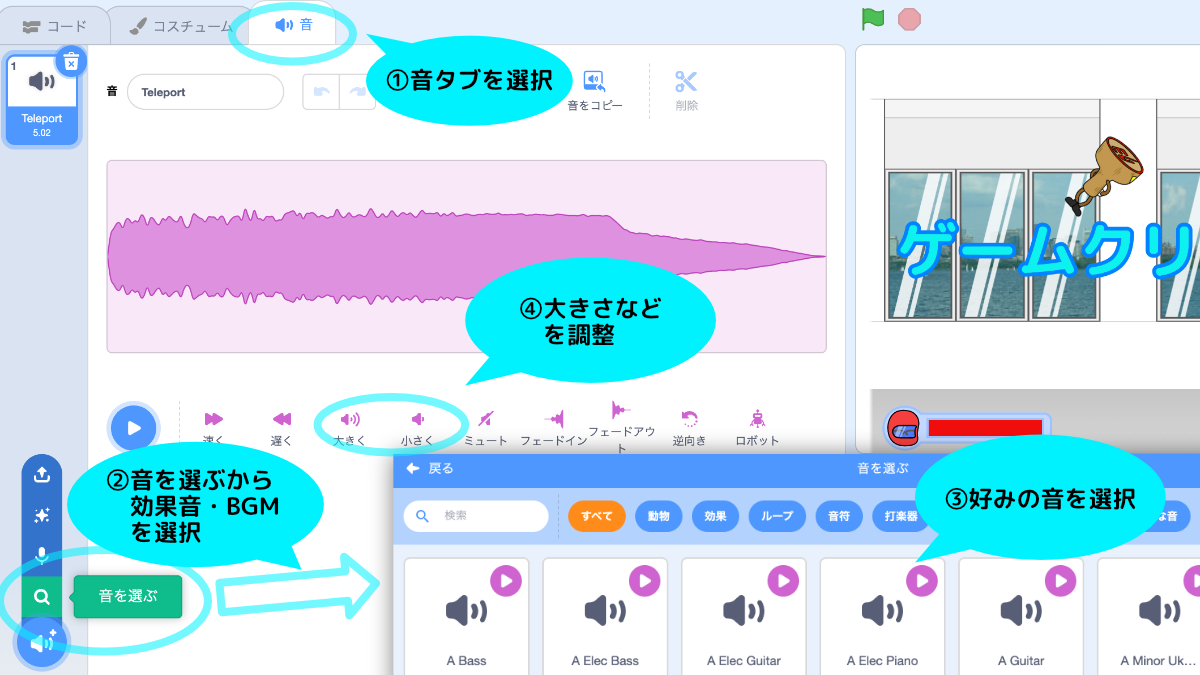 コード
コスチューム
音
①音タブを選択
1
Teleport
5.02
音
Teleport
音をコピー
削除
ゲームクリ
④大きさなど
を調整
速く
遅く
大きく
小さく
ミュート
フェードイン
フェードアウ
ト
逆向き
ロボット
②音を選ぶから
効果音・BGM
を選択
音を選ぶ
戻る
音を選ぶ
③好みの音を選択
検索
すべて
動物
効果
ループ
音符
打楽器
な音
A Bass
A Elec Bass
A Elec Guitar
A Elec Piano
A Guitar
A Minor Uk...